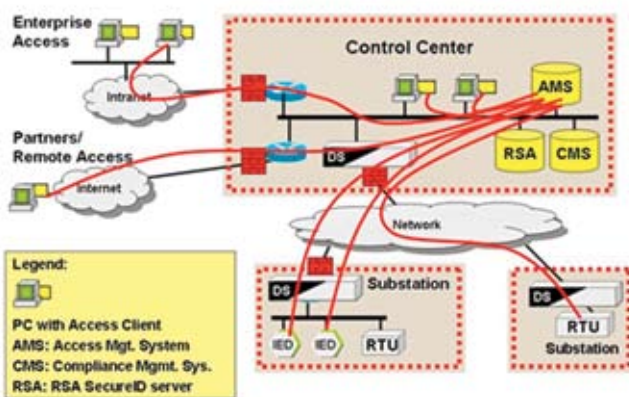 Enterprise
Access
Intranet
Partners/
Remote Access
Internet
Control Center
AMS
RSA
CMS
DS
Network
Legend:
PC with Access Client
AMS: Access Mgt. System
CMS: Compliance Mgmt. Sys.
RSA: RSA SecureID server
DS
Substation
IED
IED
RTU
DS
RTU
Substation